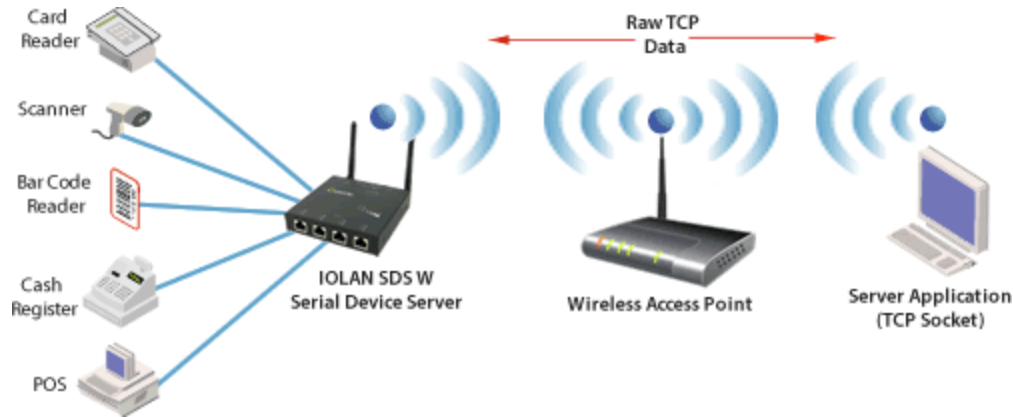 Card
Reader
Scanner
Bar Code
Reader
Cash
Register
POS
IOLAN SDS W
Serial Device Server
Raw TCP
Data
Wireless Access Point
Server Application
(TCP Socket)